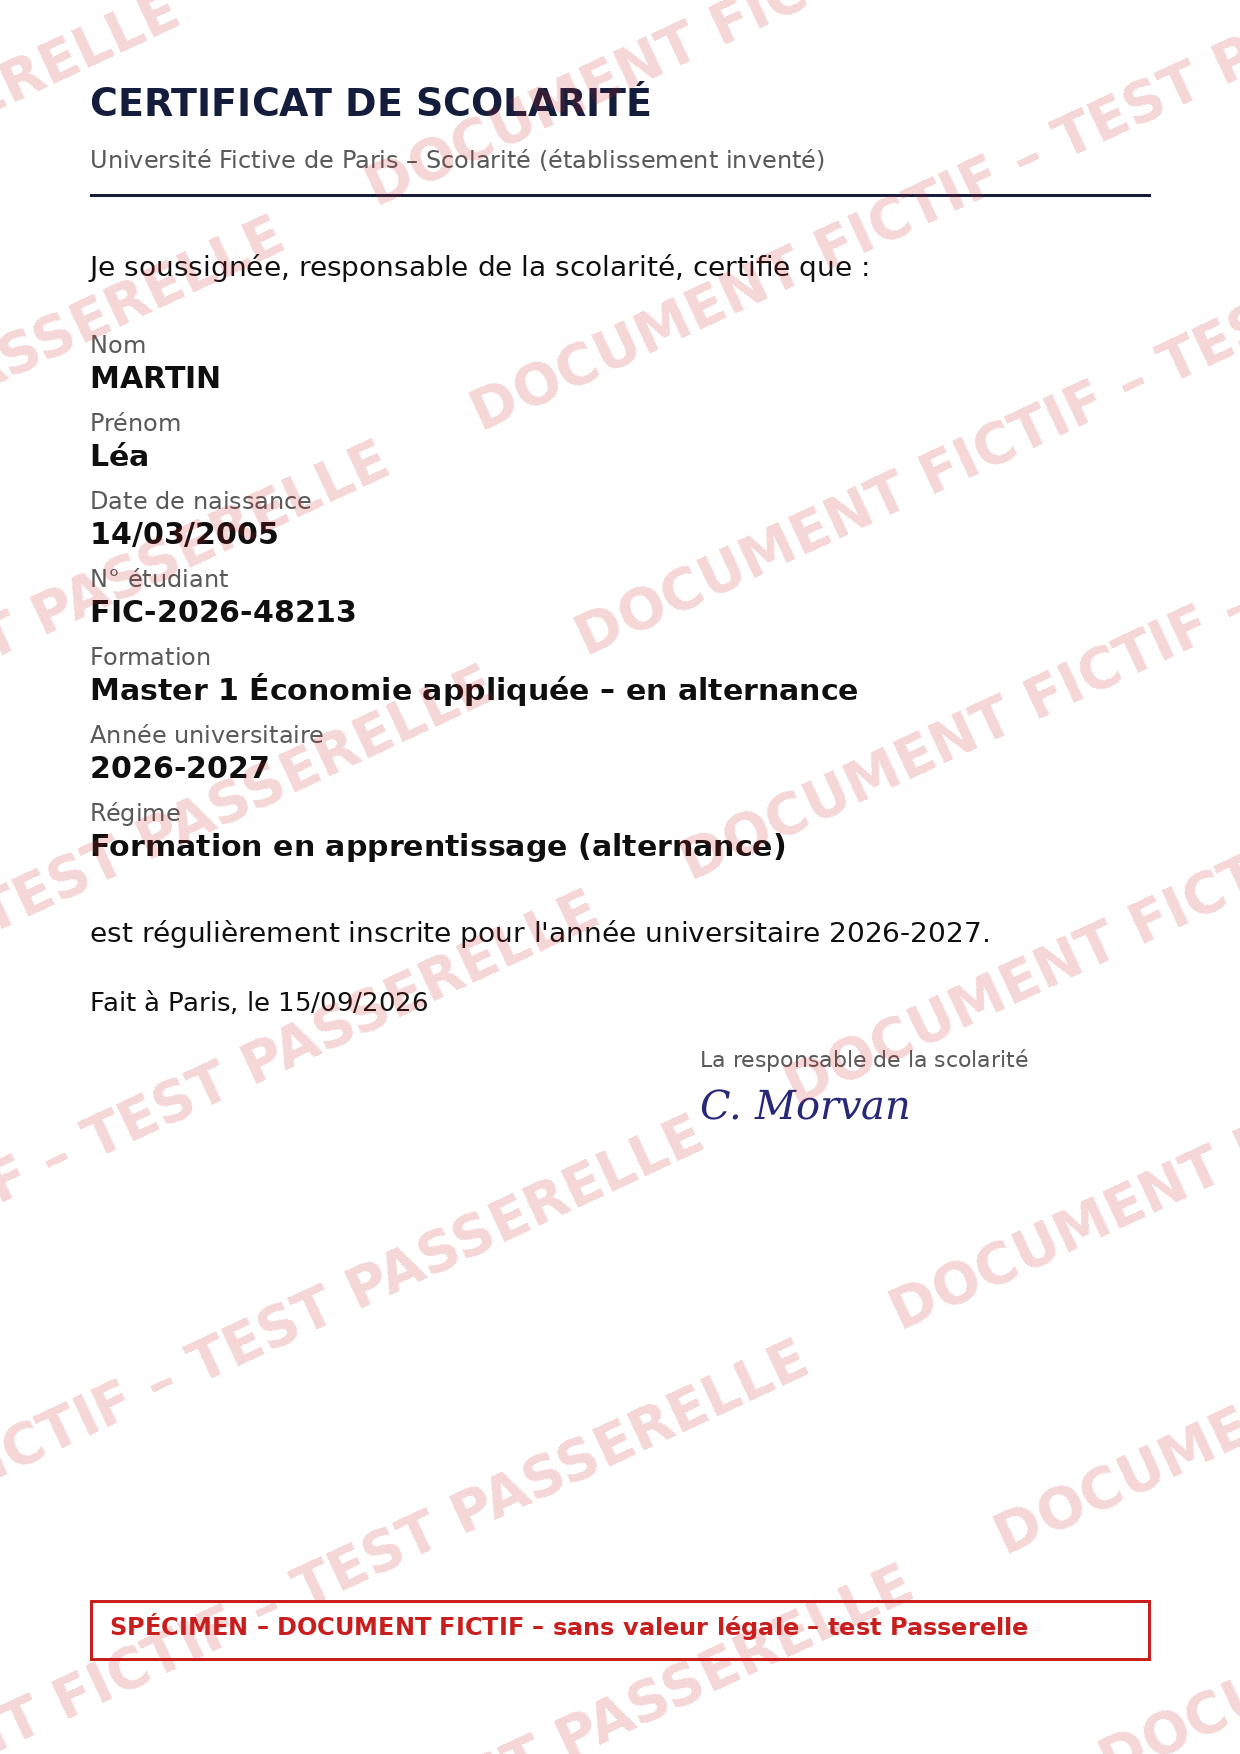 CERTIFICAT DE SCOLARITÉ
Université Fictive de Paris – Scolarité (établissement inventé)
Je soussignée, responsable de la scolarité, certifie que :
Nom
MARTIN
Prénom
Léa
Date de naissance
14/03/2005
N° étudiant
FIC-2026-48213
Formation
Master 1 Économie appliquée – en alternance
Année universitaire
2026-2027
Régime
Formation en apprentissage (alternance)
est régulièrement inscrite pour l'année universitaire 2026-2027.
Fait à Paris, le 15/09/2026
La responsable de la scolarité
C. Morvan
SPÉCIMEN – DOCUMENT FICTIF – sans valeur légale – test Passerelle
DOCUMENT FICTIF – TEST PASSERELLE